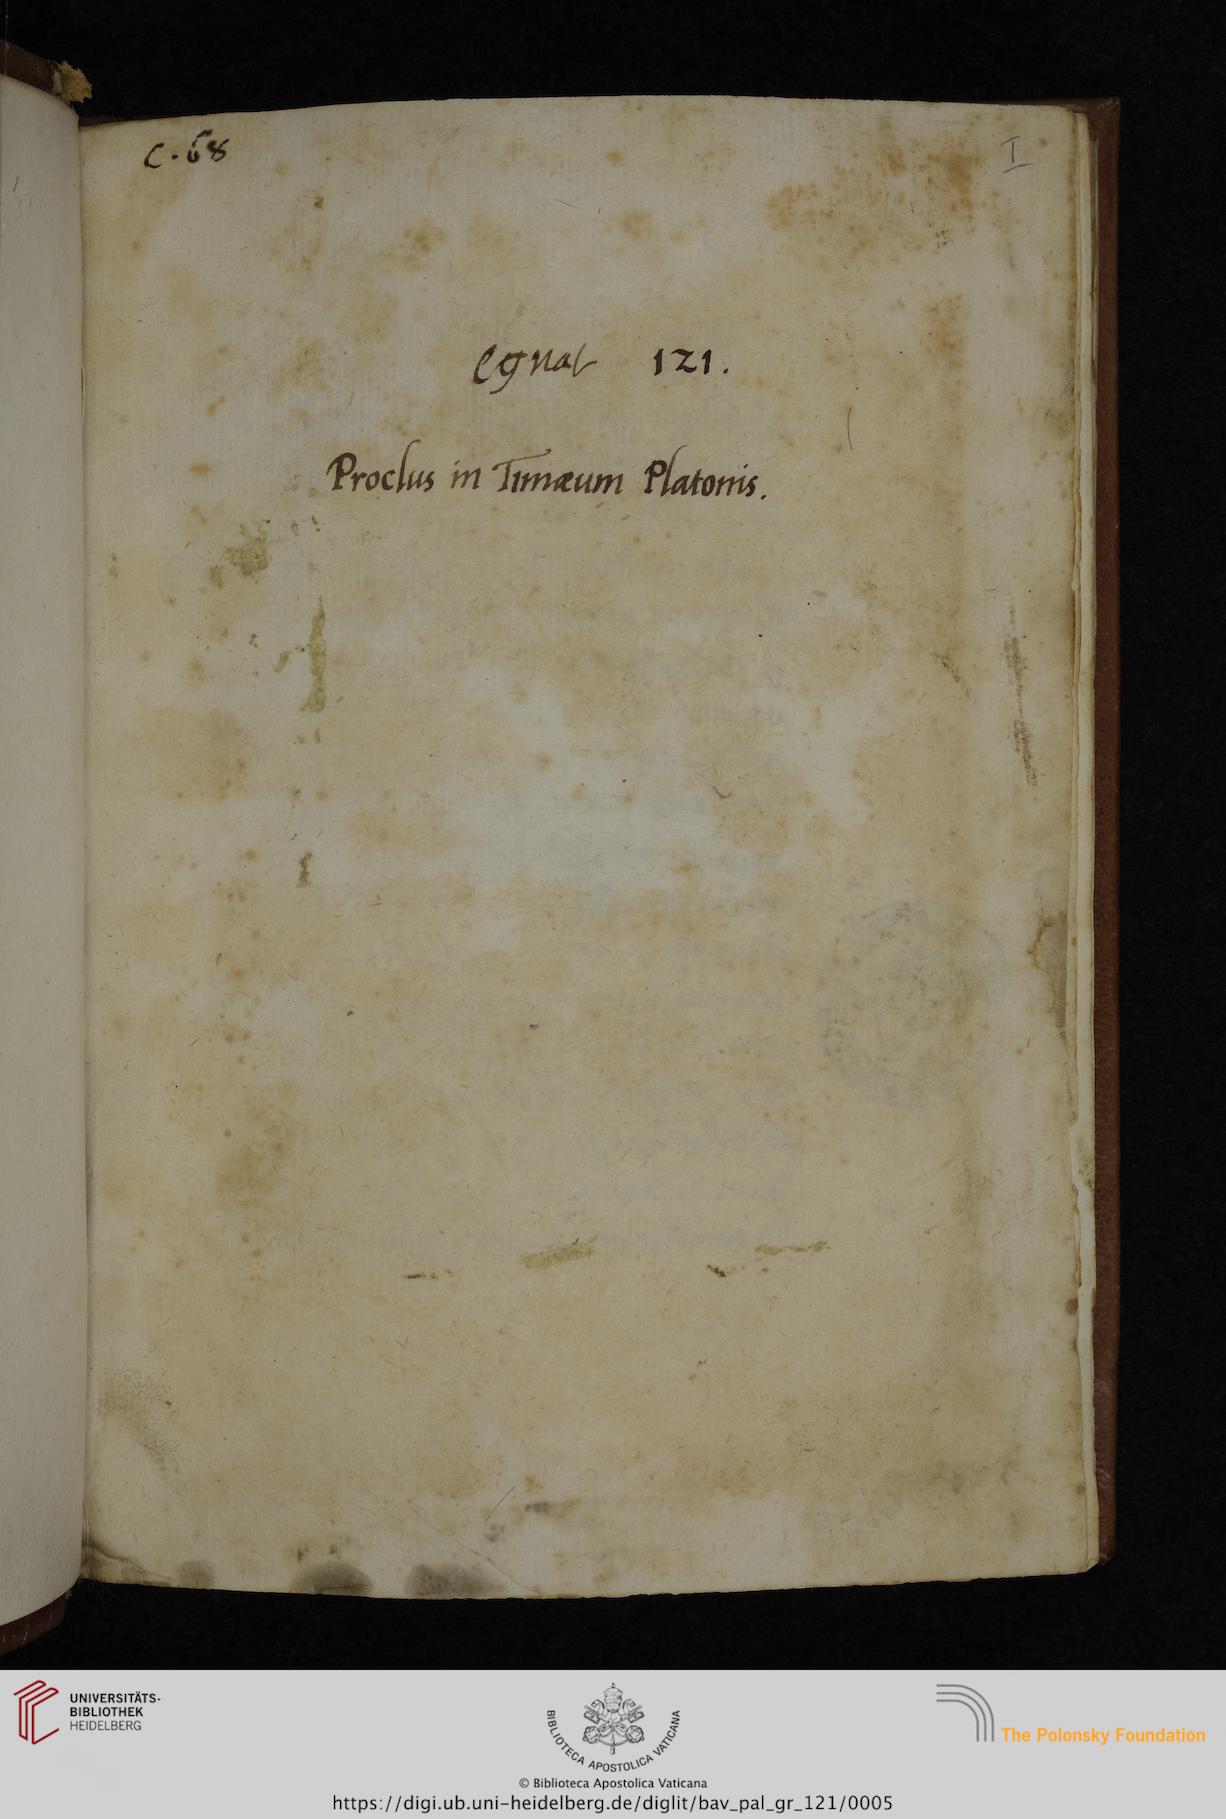 C. 68
I
Egnat 121.
Proclus in Timæum Platonis.
UNIVERSITÄTS-
BIBLIOTHEK
HEIDELBERG
BIBLIOTECA APOSTOLICA VATICANA
The Polonsky Foundation
© Biblioteca Apostolica Vaticana
https://digi.ub.uni-heidelberg.de/diglit/bav_pal_gr_121/0005